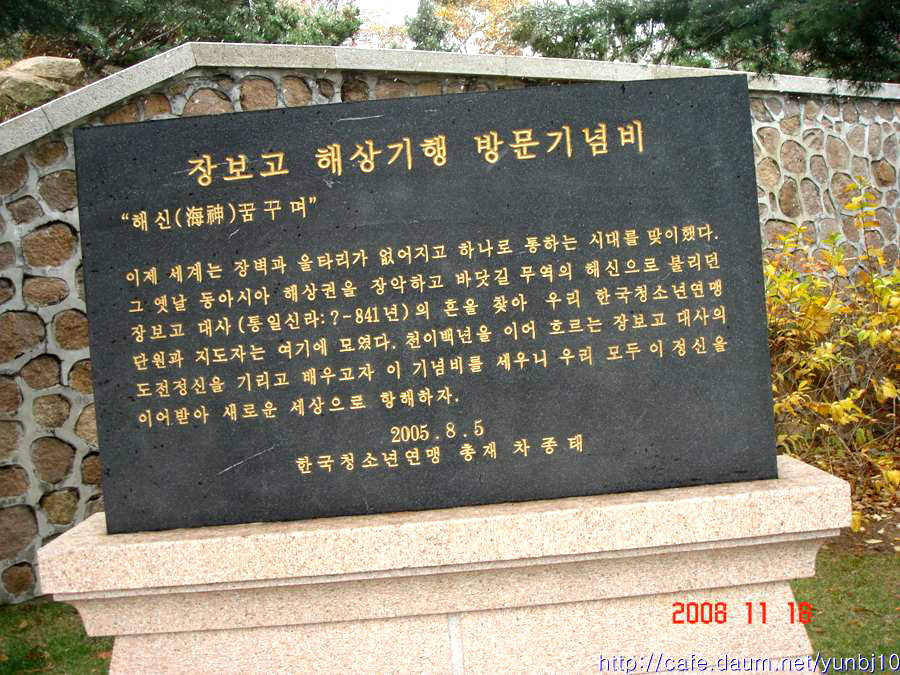 장보고 해상기행 방문기념비
“해신(海神)꿈꾸며”
이제 세계는 장벽과 울타리가 없어지고 하나로 통하는 시대를 맞이했다.
그 옛날 동아시아 해상권을 장악하고 바닷길 무역의 해신으로 불리던
장보고 대사(통일신라:?-841년)의 혼을 찾아 우리 한국청소년연맹
단원과 지도자는 여기에 모였다. 천이백년을 이어 흐르는 장보고 대사의
도전정신을 기리고 배우고자 이 기념비를 세우니 우리 모두 이 정신을
이어받아 새로운 세상으로 항해하자.
2005.8.5
한국청소년연맹 총재 차종태
2008 11 18
http://cafe.daum.net/yunbj10